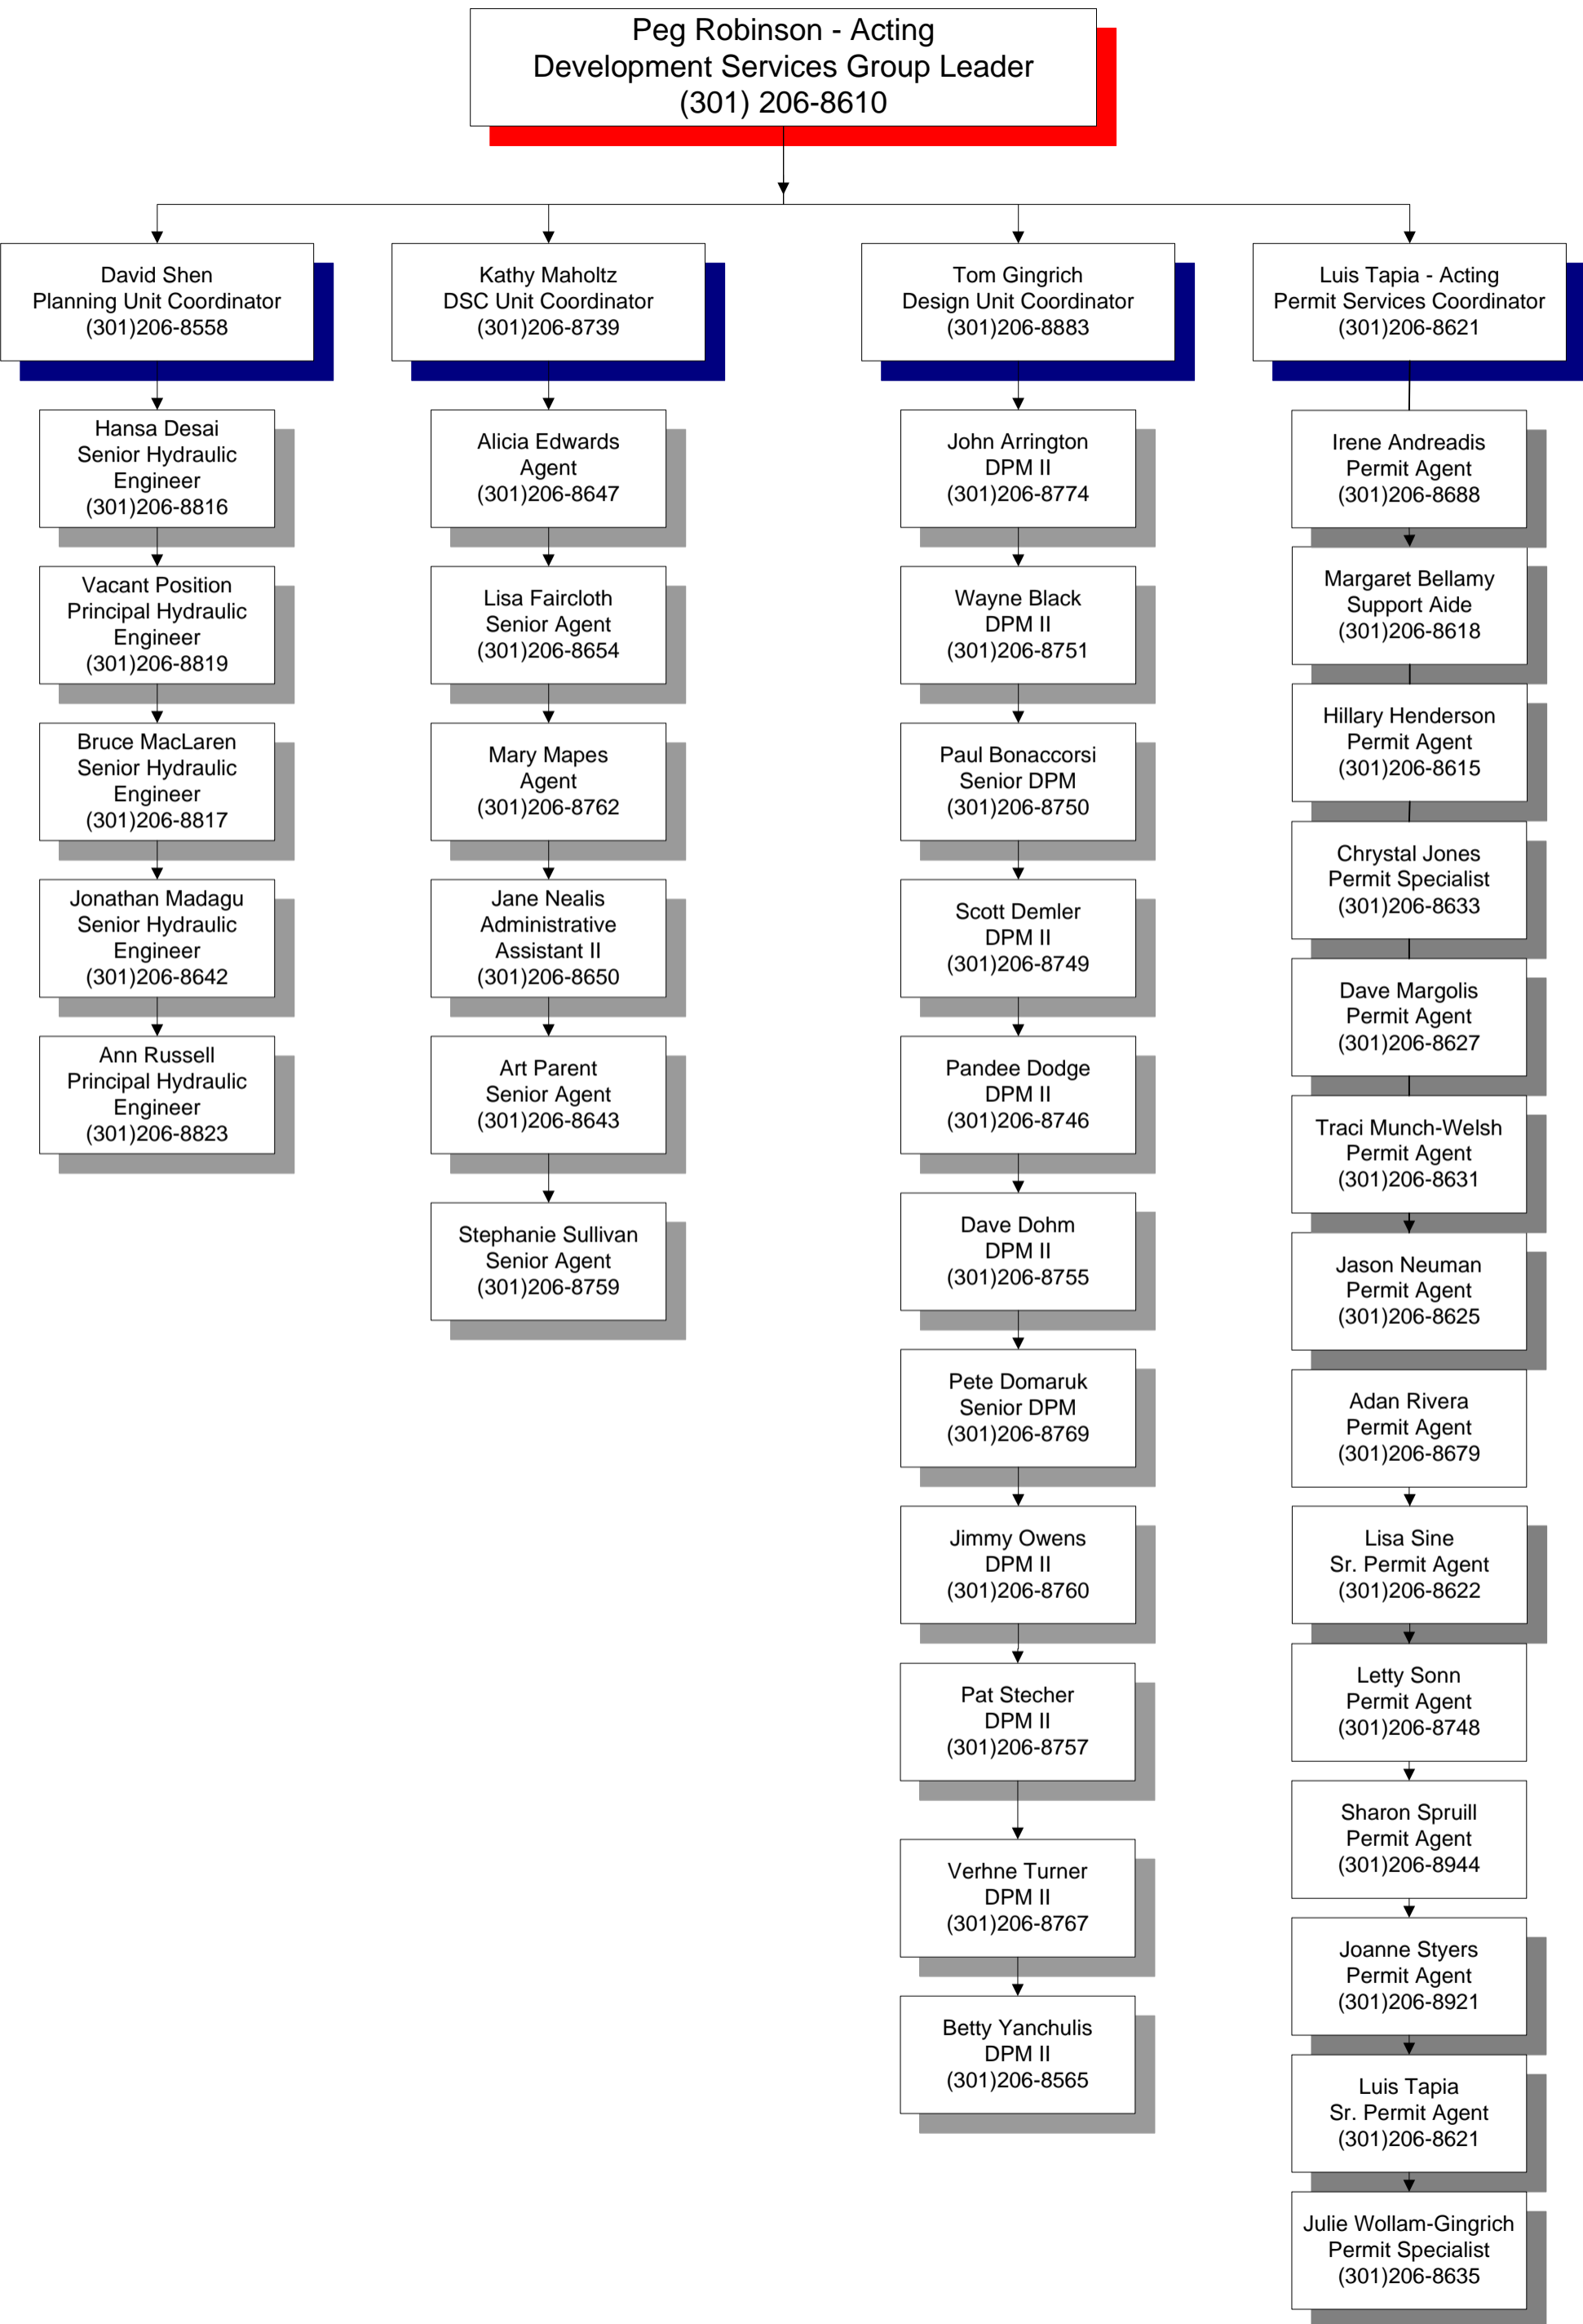 Peg Robinson - Acting
Development Services Group Leader
(301) 206-8610
David Shen
Planning Unit Coordinator
(301)206-8558
Hansa Desai
Senior Hydraulic
Engineer
(301)206-8816
Vacant Position
Principal Hydraulic
Engineer
(301)206-8819
Bruce MacLaren
Senior Hydraulic
Engineer
(301)206-8817
Jonathan Madagu
Senior Hydraulic
Engineer
(301)206-8642
Ann Russell
Principal Hydraulic
Engineer
(301)206-8823
Kathy Maholtz
DSC Unit Coordinator
(301)206-8739
Alicia Edwards
Agent
(301)206-8647
Lisa Faircloth
Senior Agent
(301)206-8654
Mary Mapes
Agent
(301)206-8762
Jane Nealis
Administrative
Assistant II
(301)206-8650
Art Parent
Senior Agent
(301)206-8643
Stephanie Sullivan
Senior Agent
(301)206-8759
Tom Gingrich
Design Unit Coordinator
(301)206-8883
John Arrington
DPM II
(301)206-8774
Wayne Black
DPM II
(301)206-8751
Paul Bonaccorsi
Senior DPM
(301)206-8750
Scott Demler
DPM II
(301)206-8749
Pandee Dodge
DPM II
(301)206-8746
Dave Dohm
DPM II
(301)206-8755
Pete Domaruk
Senior DPM
(301)206-8769
Jimmy Owens
DPM II
(301)206-8760
Pat Stecher
DPM II
(301)206-8757
Verhne Turner
DPM II
(301)206-8767
Betty Yanchulis
DPM II
(301)206-8565
Luis Tapia - Acting
Permit Services Coordinator
(301)206-8621
Irene Andreadis
Permit Agent
(301)206-8688
Margaret Bellamy
Support Aide
(301)206-8618
Hillary Henderson
Permit Agent
(301)206-8615
Chrystal Jones
Permit Specialist
(301)206-8633
Dave Margolis
Permit Agent
(301)206-8627
Traci Munch-Welsh
Permit Agent
(301)206-8631
Jason Neuman
Permit Agent
(301)206-8625
Adan Rivera
Permit Agent
(301)206-8679
Lisa Sine
Sr. Permit Agent
(301)206-8622
Letty Sonn
Permit Agent
(301)206-8748
Sharon Spruill
Permit Agent
(301)206-8944
Joanne Styers
Permit Agent
(301)206-8921
Luis Tapia
Sr. Permit Agent
(301)206-8621
Julie Wollam-Gingrich
Permit Specialist
(301)206-8635